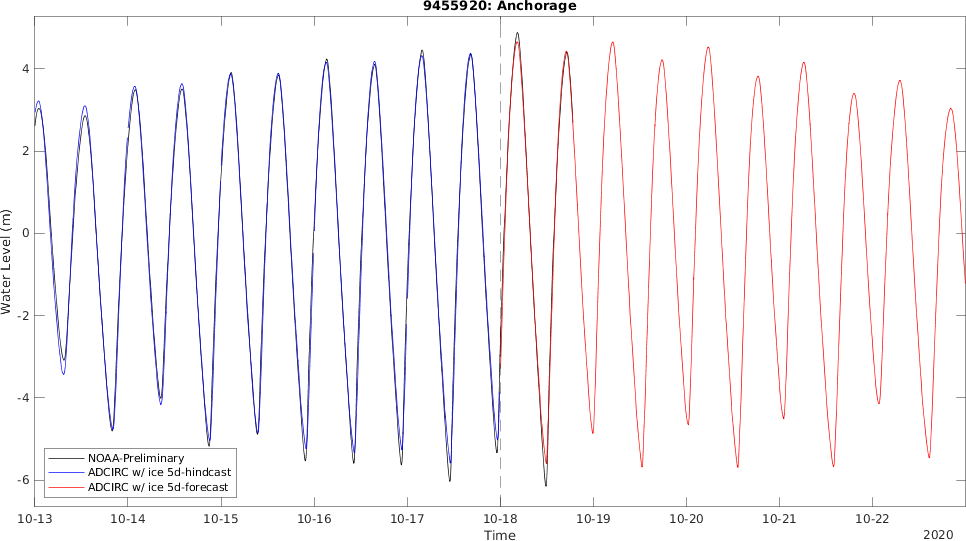 9455920: Anchorage
Water Level (m)
4
2
0
-2
-4
-6
NOAA-Preliminary
ADCIRC w/ ice 5d-hindcast
ADCIRC w/ ice 5d-forecast
10-13 10-14 10-15 10-16 10-17 10-18 10-19 10-20 10-21 10-22
Time
2020